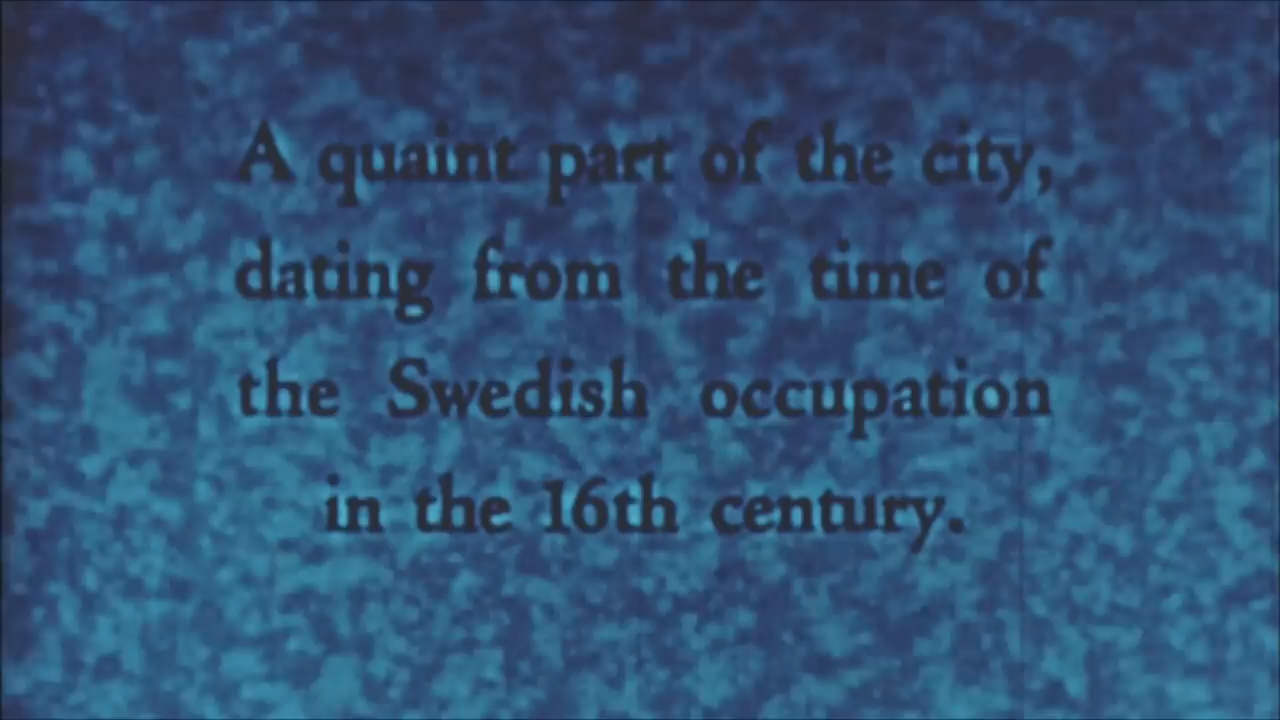 A quaint part of the city,
dating from the time of
the Swedish occupation
in the 16th century.